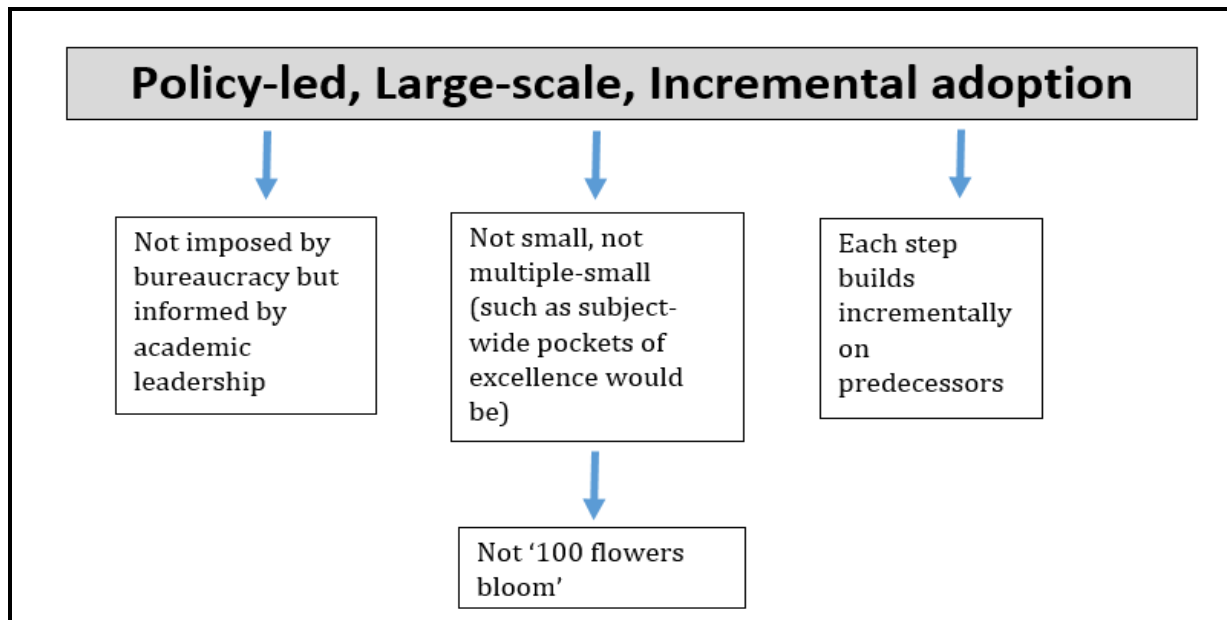 Policy-led, Large-scale, Incremental adoption
Not imposed by
bureaucracy but
informed by
academic
leadership
Not small, not
multiple-small
(such as subject-
wide pockets of
excellence would
be)
Each step
builds
incrementally
on
predecessors
Not ‘100 flowers
bloom’